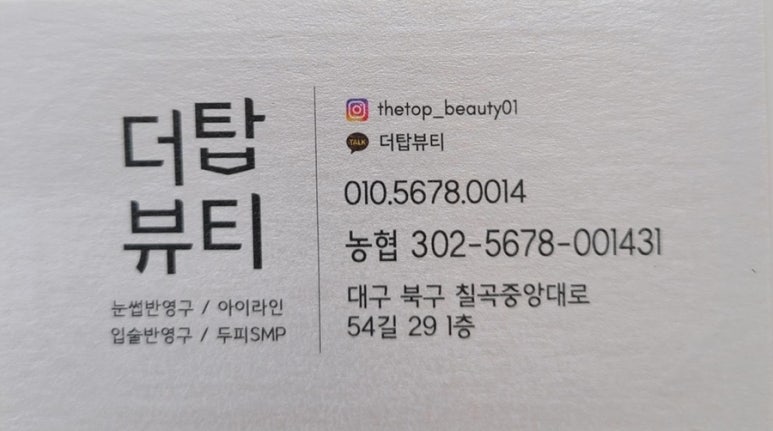 더탑
뷰티
눈썹반영구 / 아이라인
입술반영구 / 두피SMP
thetop_beauty01
TALK 더탑뷰티
010.5678.0014
농협 302-5678-001431
대구 북구 칠곡중앙대로
54길 29 1층